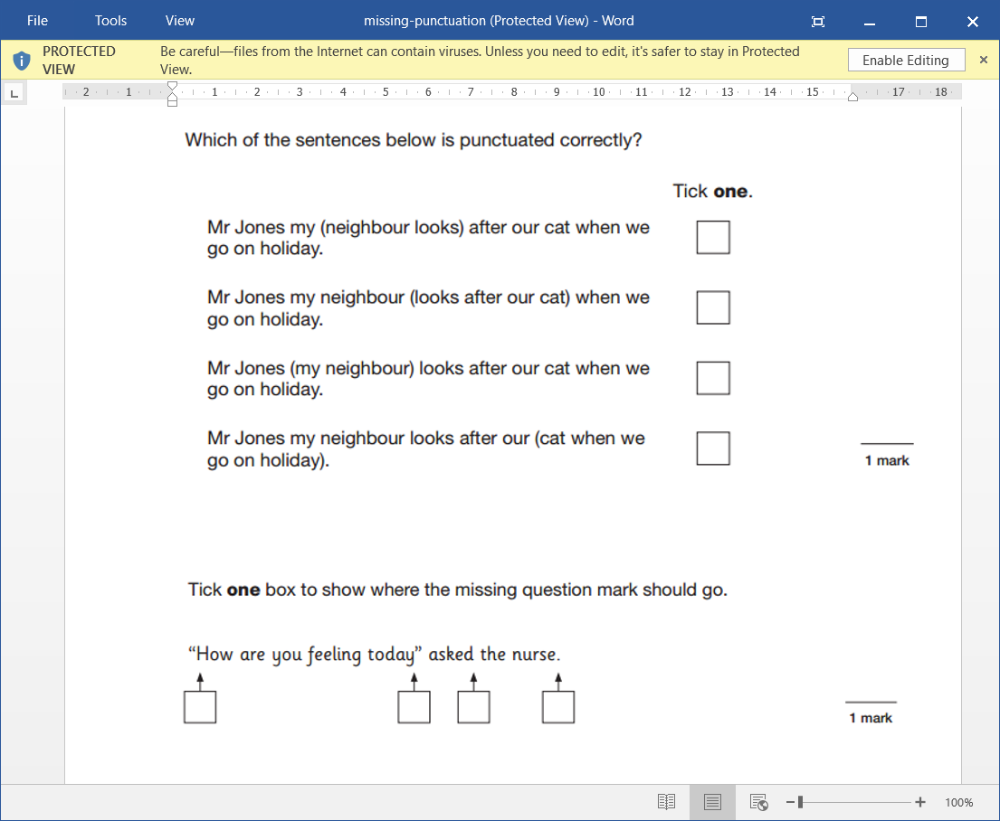 File Tools View missing-punctuation (Protected View) - Word
PROTECTED VIEW
Be careful—files from the Internet can contain viruses. Unless you need to edit, it's safer to stay in Protected
View.
Enable Editing
2 1 1 2 3 4 5 6 7 8 9 10 11 12 13 14 15 17 18
Which of the sentences below is punctuated correctly?
Tick one.
Mr Jones my (neighbour looks) after our cat when we
go on holiday.
Mr Jones my neighbour (looks after our cat) when we
go on holiday.
Mr Jones (my neighbour) looks after our cat when we
go on holiday.
Mr Jones my neighbour looks after our (cat when we
go on holiday).
1 mark
Tick one box to show where the missing question mark should go.
“How are you feeling today” asked the nurse.
1 mark
100%